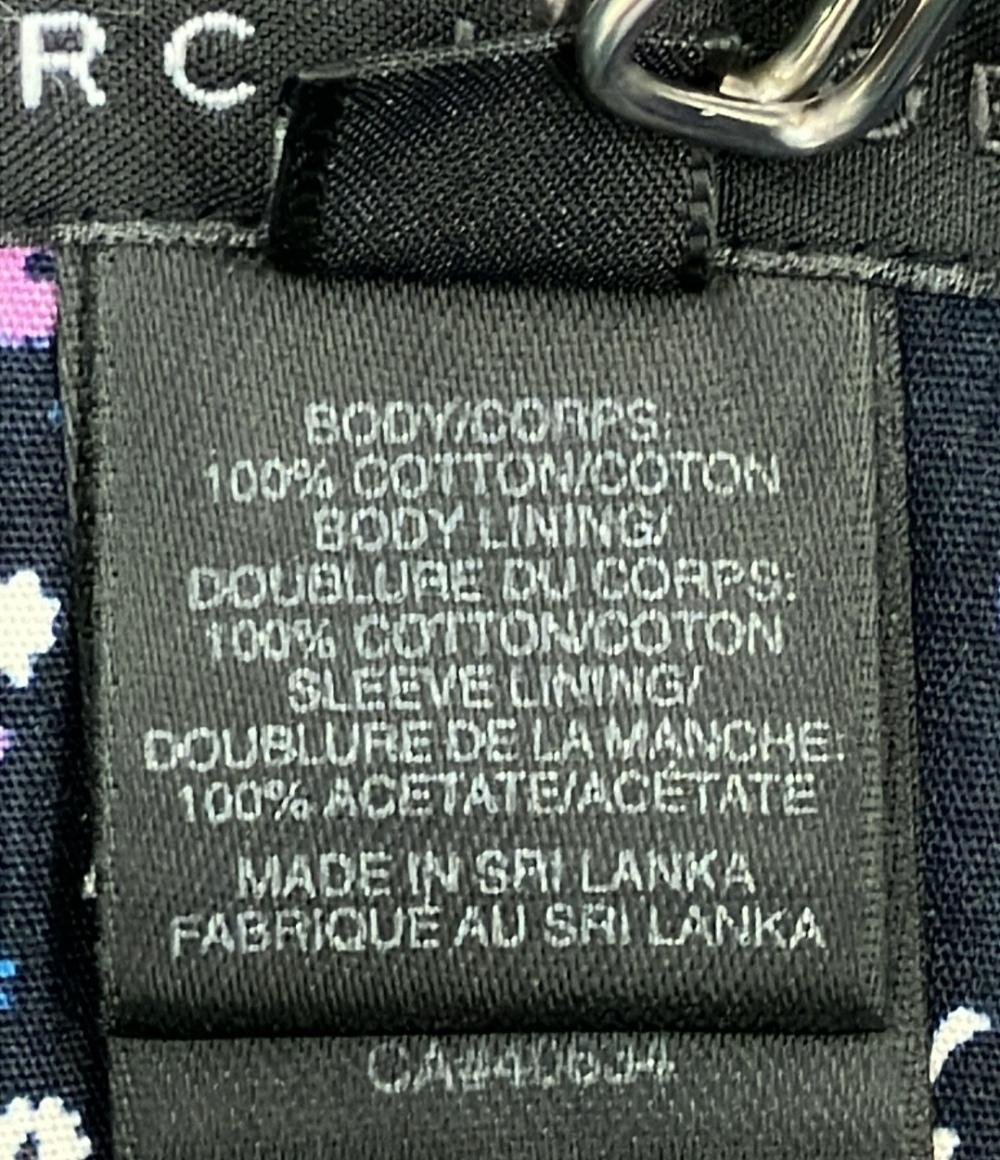 RC
BODY/CORPS:
100% COTTON/COTON
BODY LINING/
DOUBLURE DU CORPS:
100% COTTON/COTON
SLEEVE LINING/
DOUBLURE DE LA MANCHE:
100% ACETATE/ACÉTATE
MADE IN SRI LANKA
FABRIQUÉ AU SRI LANKA